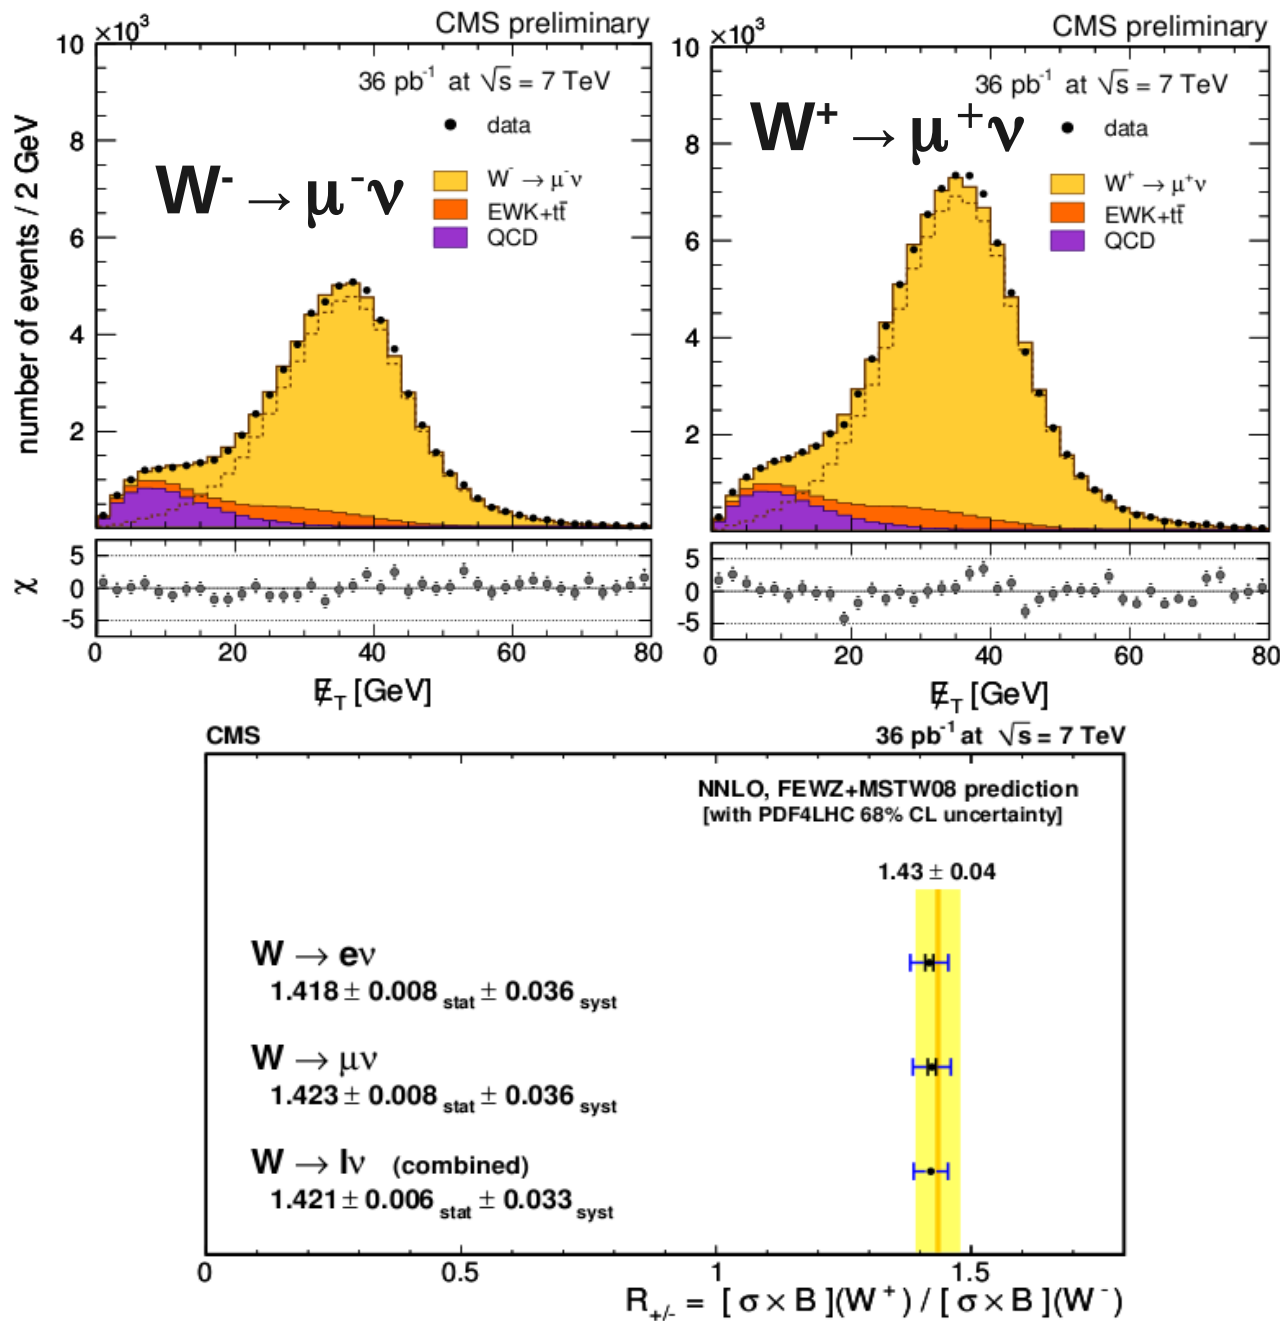 CMS preliminary
×10³
10
8
6
4
2
number of events / 2 GeV
36 pb⁻¹ at √s = 7 TeV
data
W⁻ → μ⁻ν
W⁻ → μ⁻ν
EWK+tt̄
QCD
5
0
-5
χ
0 20 40 60 80
E̸_T [GeV]
CMS preliminary
×10³
10
8
6
4
2
36 pb⁻¹ at √s = 7 TeV
W⁺ → μ⁺ν
data
W⁺ → μ⁺ν
EWK+tt̄
QCD
5
0
-5
0 20 40 60 80
E̸_T [GeV]
CMS 36 pb⁻¹ at √s = 7 TeV
NNLO, FEWZ+MSTW08 prediction
[with PDF4LHC 68% CL uncertainty]
1.43 ± 0.04
W → eν
1.418 ± 0.008 stat ± 0.036 syst
W → μν
1.423 ± 0.008 stat ± 0.036 syst
W → lν (combined)
1.421 ± 0.006 stat ± 0.033 syst
0 0.5 1 1.5
R₊/₋ = [ σ × B ](W⁺) / [ σ × B ](W⁻)